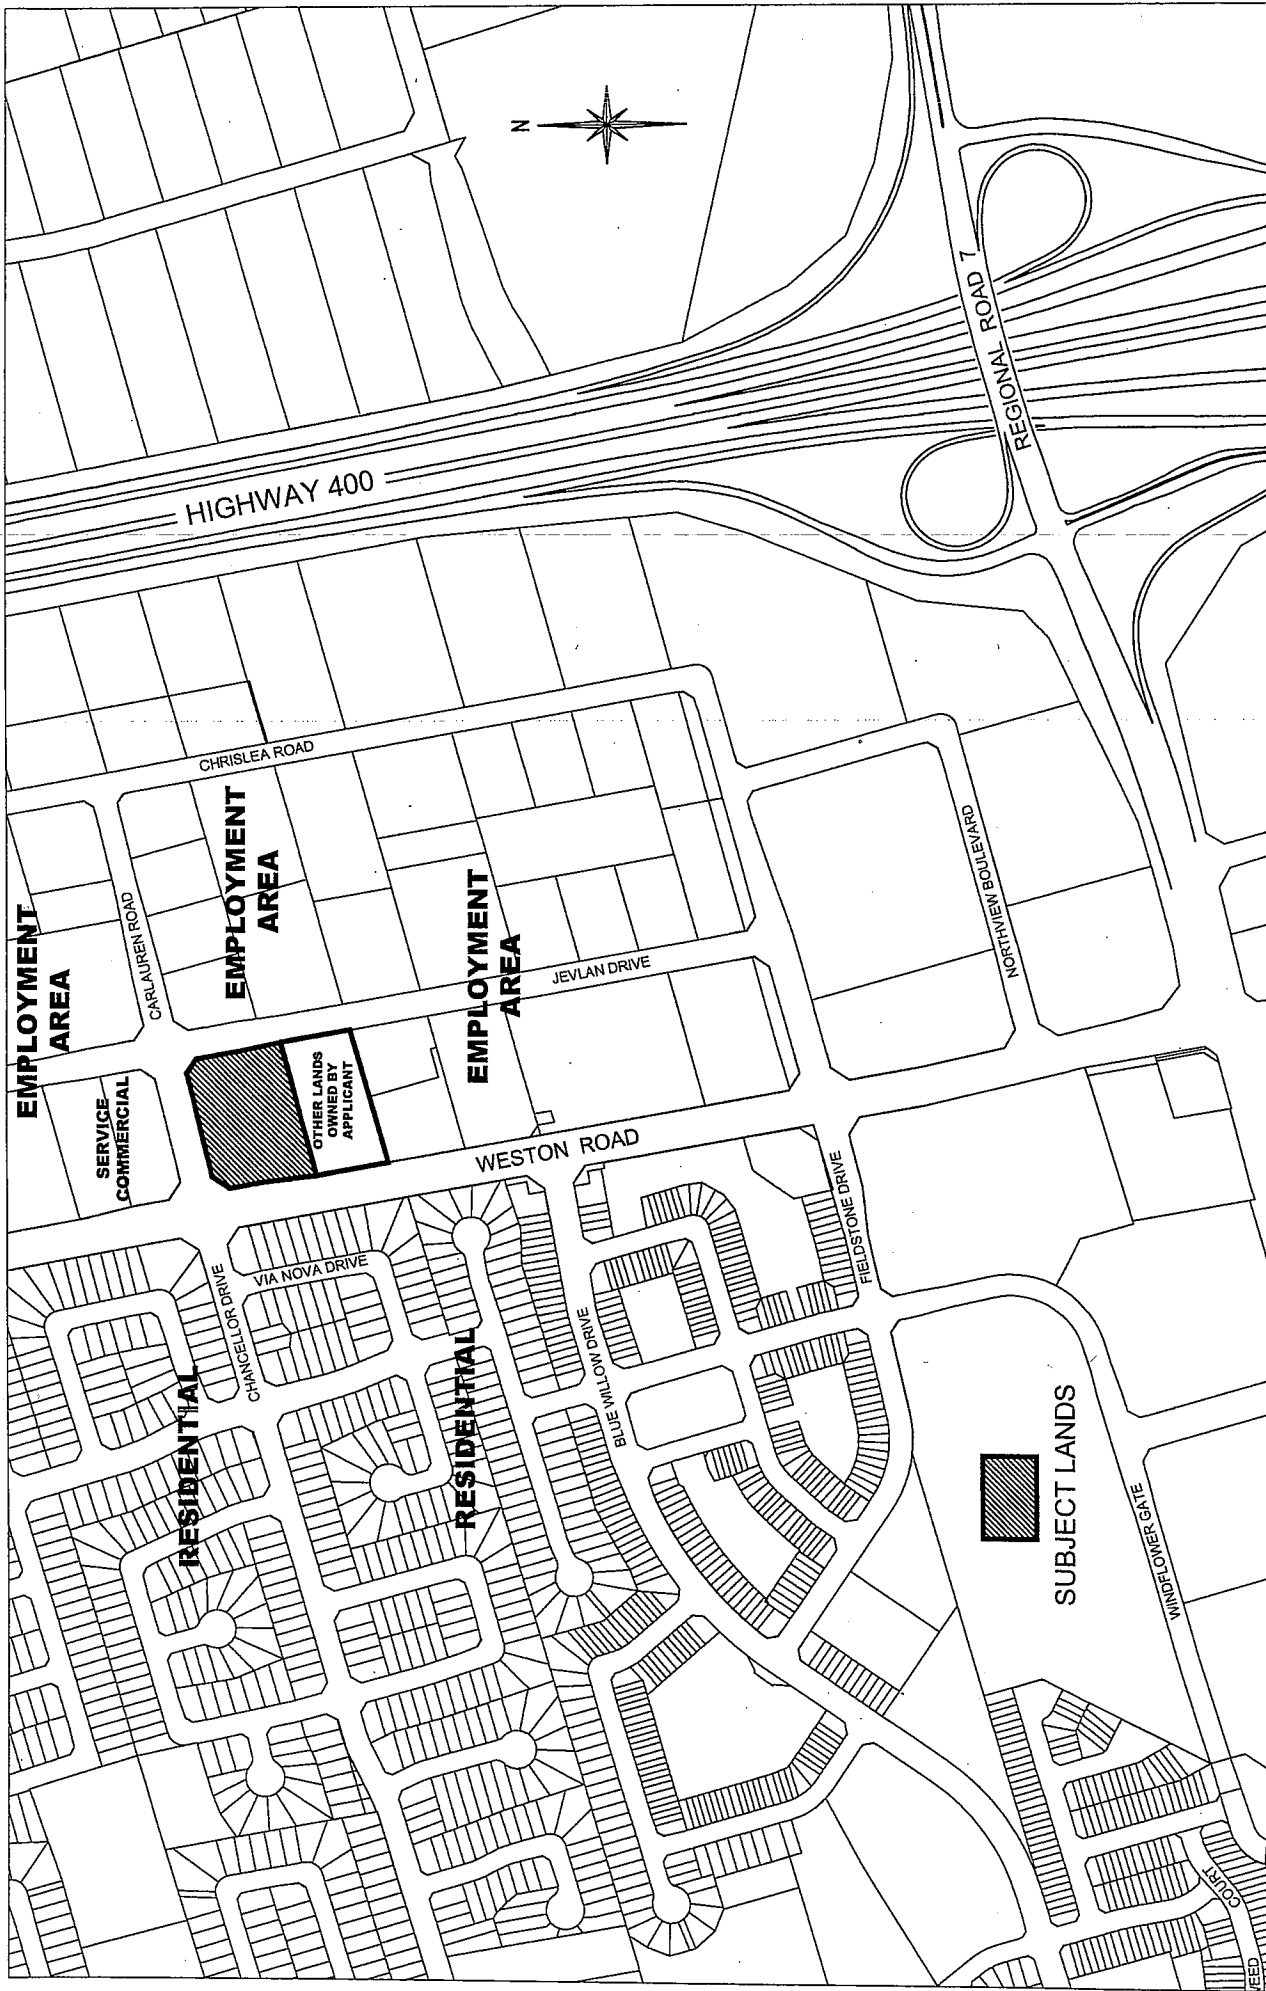 N
HIGHWAY 400
REGIONAL ROAD 7
CHRISLEA ROAD
EMPLOYMENT
AREA
EMPLOYMENT
AREA
CARLAUREN ROAD
EMPLOYMENT
AREA
JEVLAN DRIVE
NORTHVIEW BOULEVARD
SERVICE
COMMERCIAL
OTHER LANDS
OWNED BY
APPLICANT
WESTON ROAD
FIELDSTONE DRIVE
VIA NOVA DRIVE
CHANCELLOR DRIVE
RESIDENTIAL
RESIDENTIAL
BLUE WILLOW DRIVE
SUBJECT LANDS
WINDFLOWER GATE
COURT
WEED